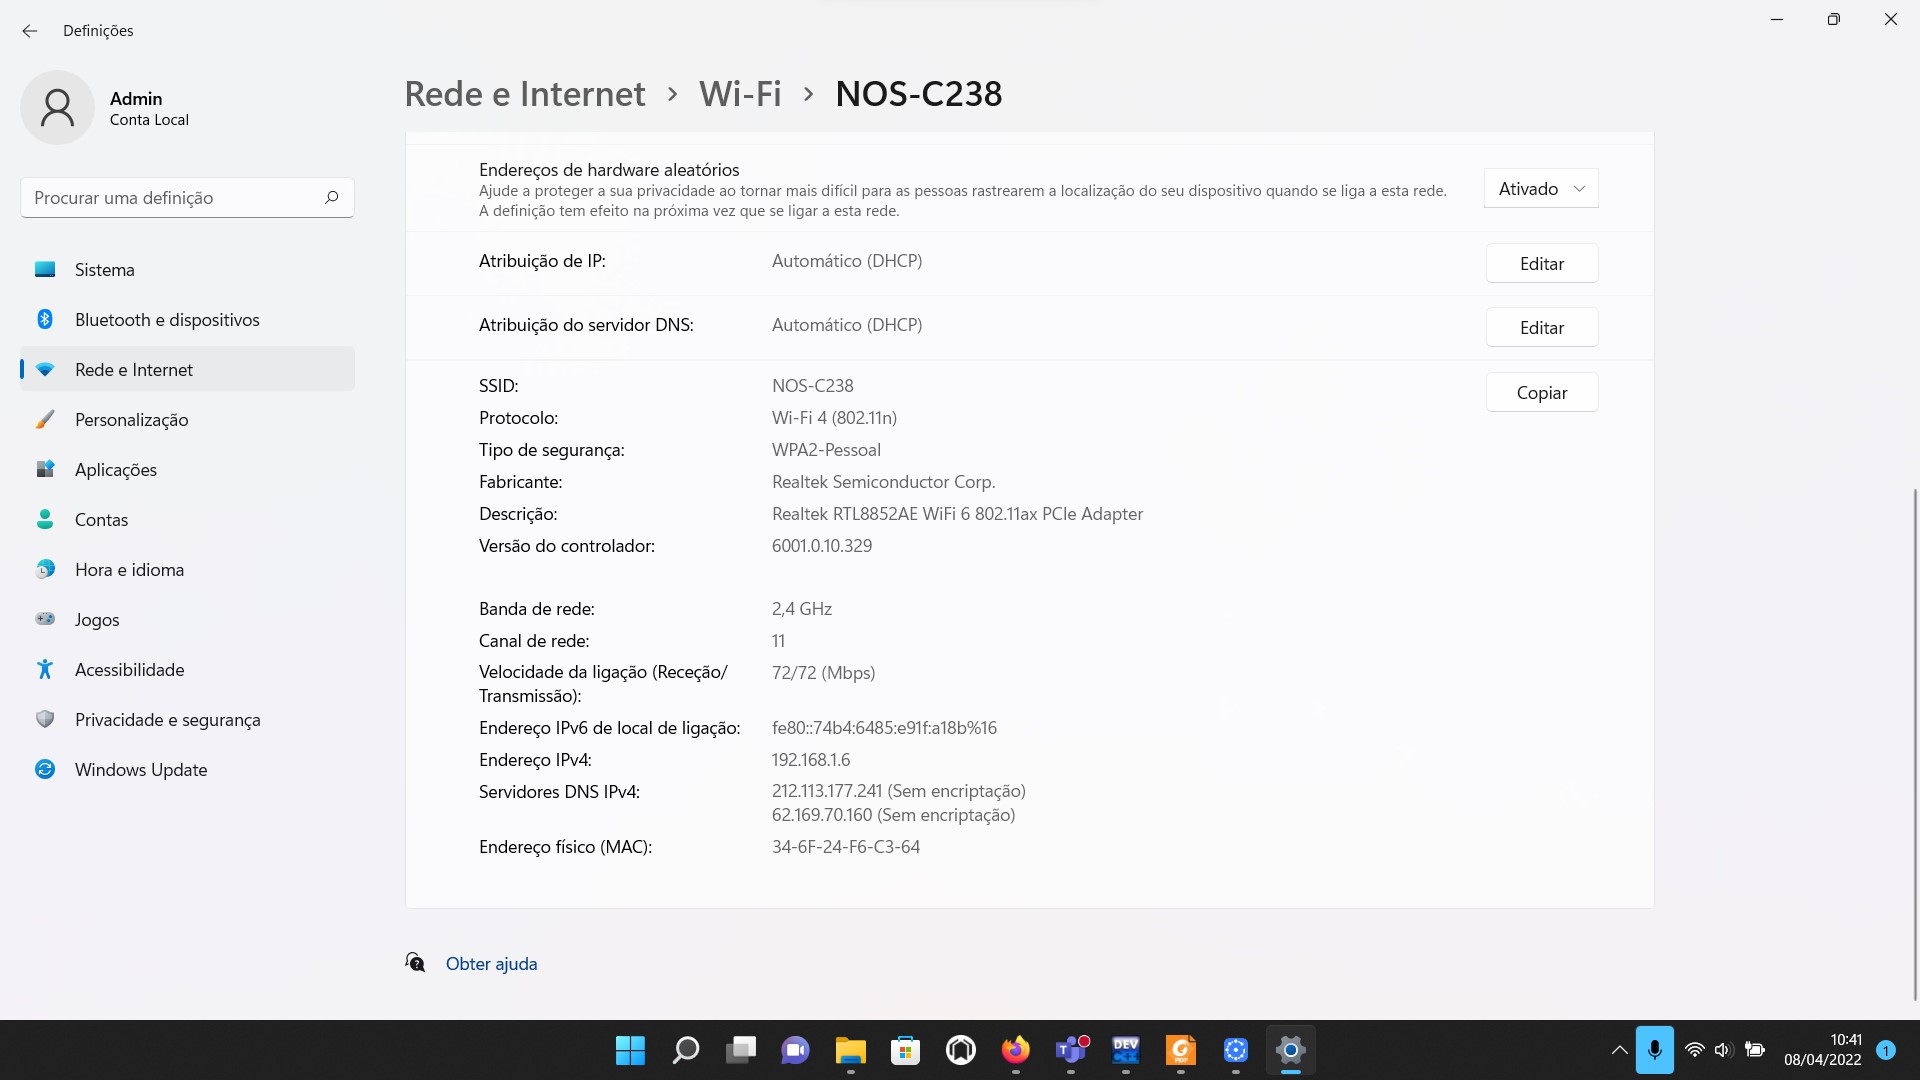 Definições
Admin
Conta Local
Procurar uma definição
Sistema
Bluetooth e dispositivos
Rede e Internet
Personalização
Aplicações
Contas
Hora e idioma
Jogos
Acessibilidade
Privacidade e segurança
Windows Update
Rede e Internet › Wi-Fi › NOS-C238
Endereços de hardware aleatórios
Ajude a proteger a sua privacidade ao tornar mais difícil para as pessoas rastrearem a localização do seu dispositivo quando se liga a esta rede.
A definição tem efeito na próxima vez que se ligar a esta rede.
Ativado
Atribuição de IP: Automático (DHCP) Editar
Atribuição do servidor DNS: Automático (DHCP) Editar
SSID: NOS-C238 Copiar
Protocolo: Wi-Fi 4 (802.11n)
Tipo de segurança: WPA2-Pessoal
Fabricante: Realtek Semiconductor Corp.
Descrição: Realtek RTL8852AE WiFi 6 802.11ax PCIe Adapter
Versão do controlador: 6001.0.10.329
Banda de rede: 2,4 GHz
Canal de rede: 11
Velocidade da ligação (Receção/ 72/72 (Mbps)
Transmissão):
Endereço IPv6 de local de ligação: fe80::74b4:6485:e91f:a18b%16
Endereço IPv4: 192.168.1.6
Servidores DNS IPv4: 212.113.177.241 (Sem encriptação)
62.169.70.160 (Sem encriptação)
Endereço físico (MAC): 34-6F-24-F6-C3-64
Obter ajuda
DEV
C++
PDF
10:41
08/04/2022
1